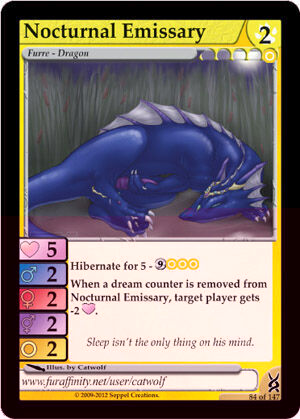 Nocturnal Emissary 2
Furre - Dragon
5
2
2
2
2
Hibernate for 5 - 9
When a dream counter is removed from
Nocturnal Emissary, target player gets
-2 .
Sleep isn't the only thing on his mind.
Illus. by Catwolf
www.furaffinity.net/user/catwolf
84 of 147
© 2009-2012 Seppel Creations.